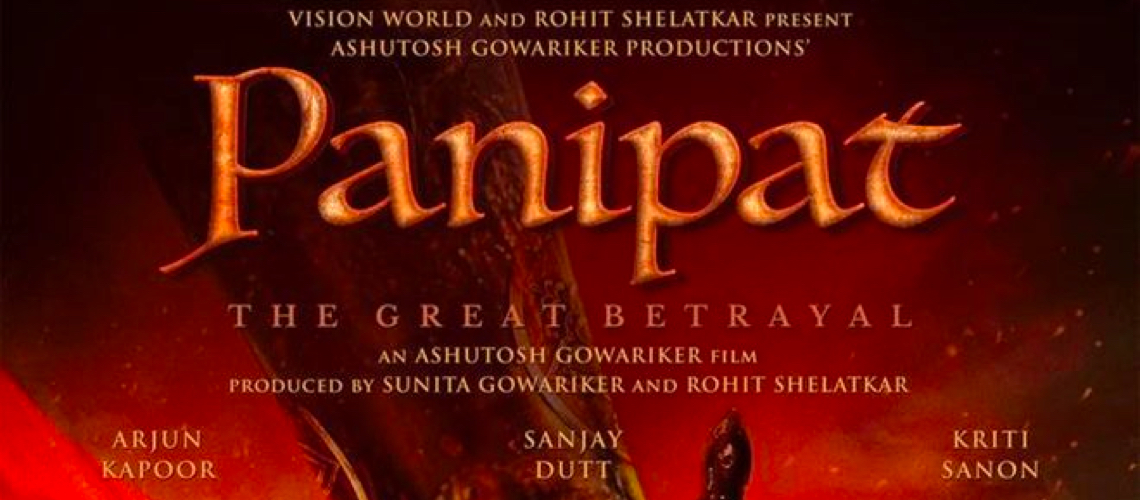 VISION WORLD AND ROHIT SHELATKAR PRESENT
ASHUTOSH GOWARIKER PRODUCTIONS'
Panipat
THE GREAT BETRAYAL
AN ASHUTOSH GOWARIKER FILM
PRODUCED BY SUNITA GOWARIKER AND ROHIT SHELATKAR
ARJUN KAPOOR
SANJAY DUTT
KRITI SANON